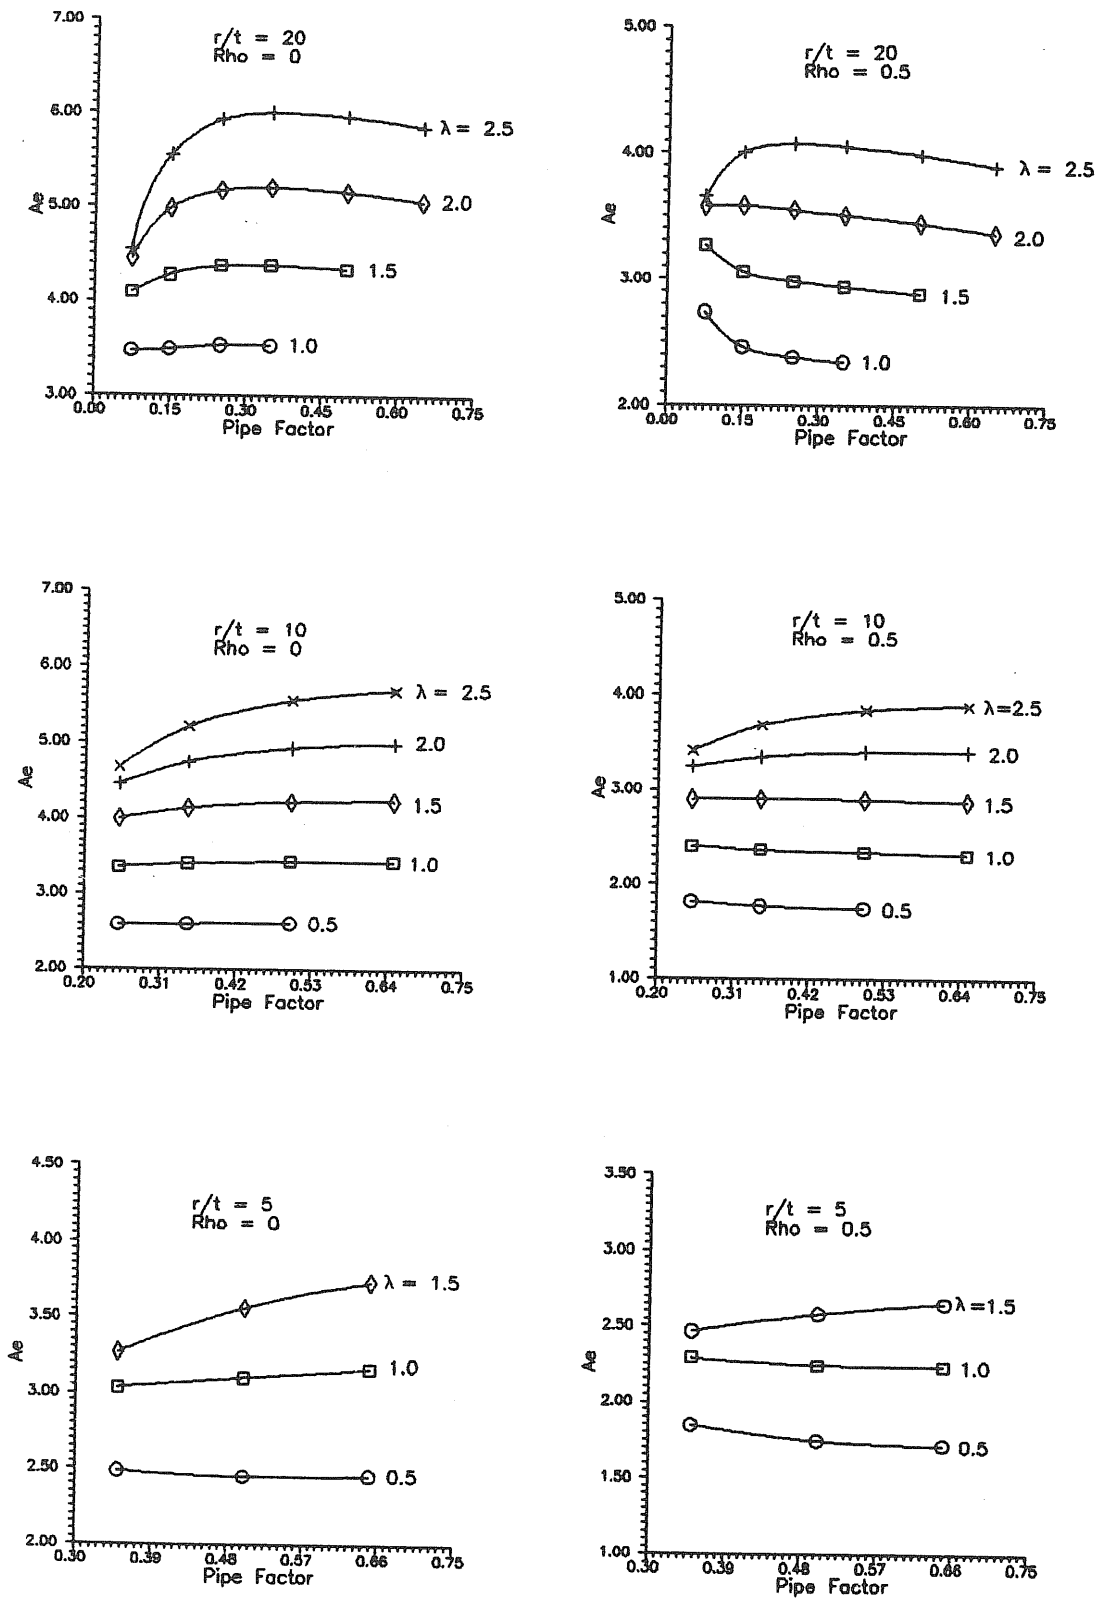 7.00
6.00
5.00
4.00
3.00
Ae
r/t = 20
Rho = 0
λ = 2.5
2.0
1.5
1.0
0.00 0.15 0.30 0.45 0.60 0.75
Pipe Factor
5.00
4.00
3.00
2.00
Ae
r/t = 20
Rho = 0.5
λ = 2.5
2.0
1.5
1.0
0.00 0.15 0.30 0.45 0.60 0.75
Pipe Factor
7.00
6.00
5.00
4.00
3.00
2.00
Ae
r/t = 10
Rho = 0
λ = 2.5
2.0
1.5
1.0
0.5
0.20 0.31 0.42 0.53 0.64 0.75
Pipe Factor
5.00
4.00
3.00
2.00
1.00
Ae
r/t = 10
Rho = 0.5
λ=2.5
2.0
1.5
1.0
0.5
0.20 0.31 0.42 0.53 0.64 0.75
Pipe Factor
4.50
4.00
3.50
3.00
2.50
2.00
Ae
r/t = 5
Rho = 0
λ = 1.5
1.0
0.5
0.30 0.39 0.48 0.57 0.66 0.75
Pipe Factor
3.50
3.00
2.50
2.00
1.50
1.00
Ae
r/t = 5
Rho = 0.5
λ=1.5
1.0
0.5
0.30 0.39 0.48 0.57 0.66 0.75
Pipe Factor